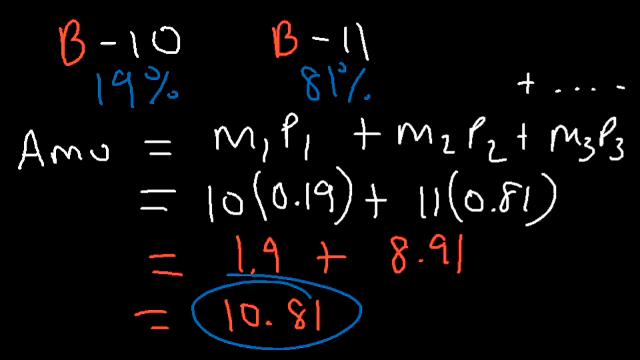 B-10 B-11
19% 81%
+ ....
Amu = m₁P₁ + m₂P₂ + m₃P₃
= 10(0.19) + 11(0.81)
= 1.9 + 8.91
= 10.81